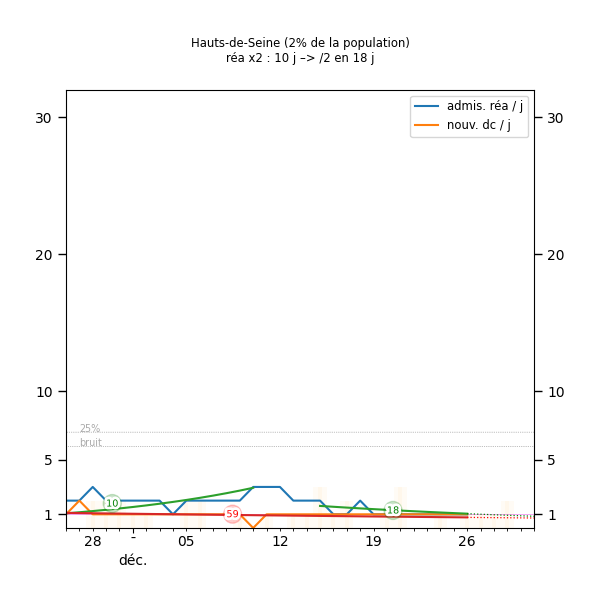 Hauts-de-Seine (2% de la population)
réa x2 : 10 j –> /2 en 18 j
admis. réa / j
nouv. dc / j
30 30
20 20
10 10
25%
bruit
5 5
10 18
59
1 1
28 - 05 12 19 26
déc.